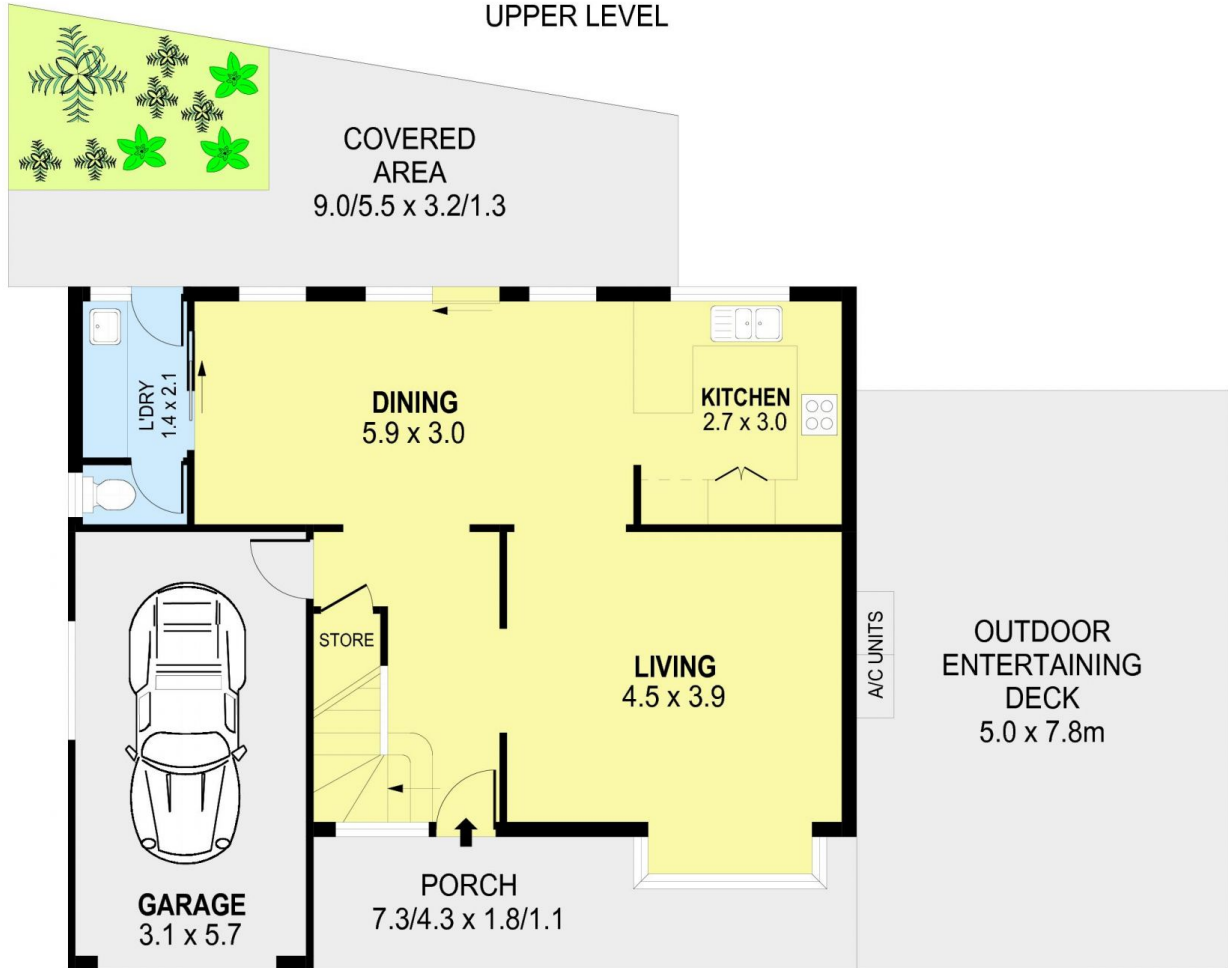 UPPER LEVEL
COVERED
AREA
9.0/5.5 x 3.2/1.3
L'DRY
1.4 x 2.1
DINING
5.9 x 3.0
KITCHEN
2.7 x 3.0
STORE
LIVING
4.5 x 3.9
A/C UNITS
OUTDOOR
ENTERTAINING
DECK
5.0 x 7.8m
GARAGE
3.1 x 5.7
PORCH
7.3/4.3 x 1.8/1.1